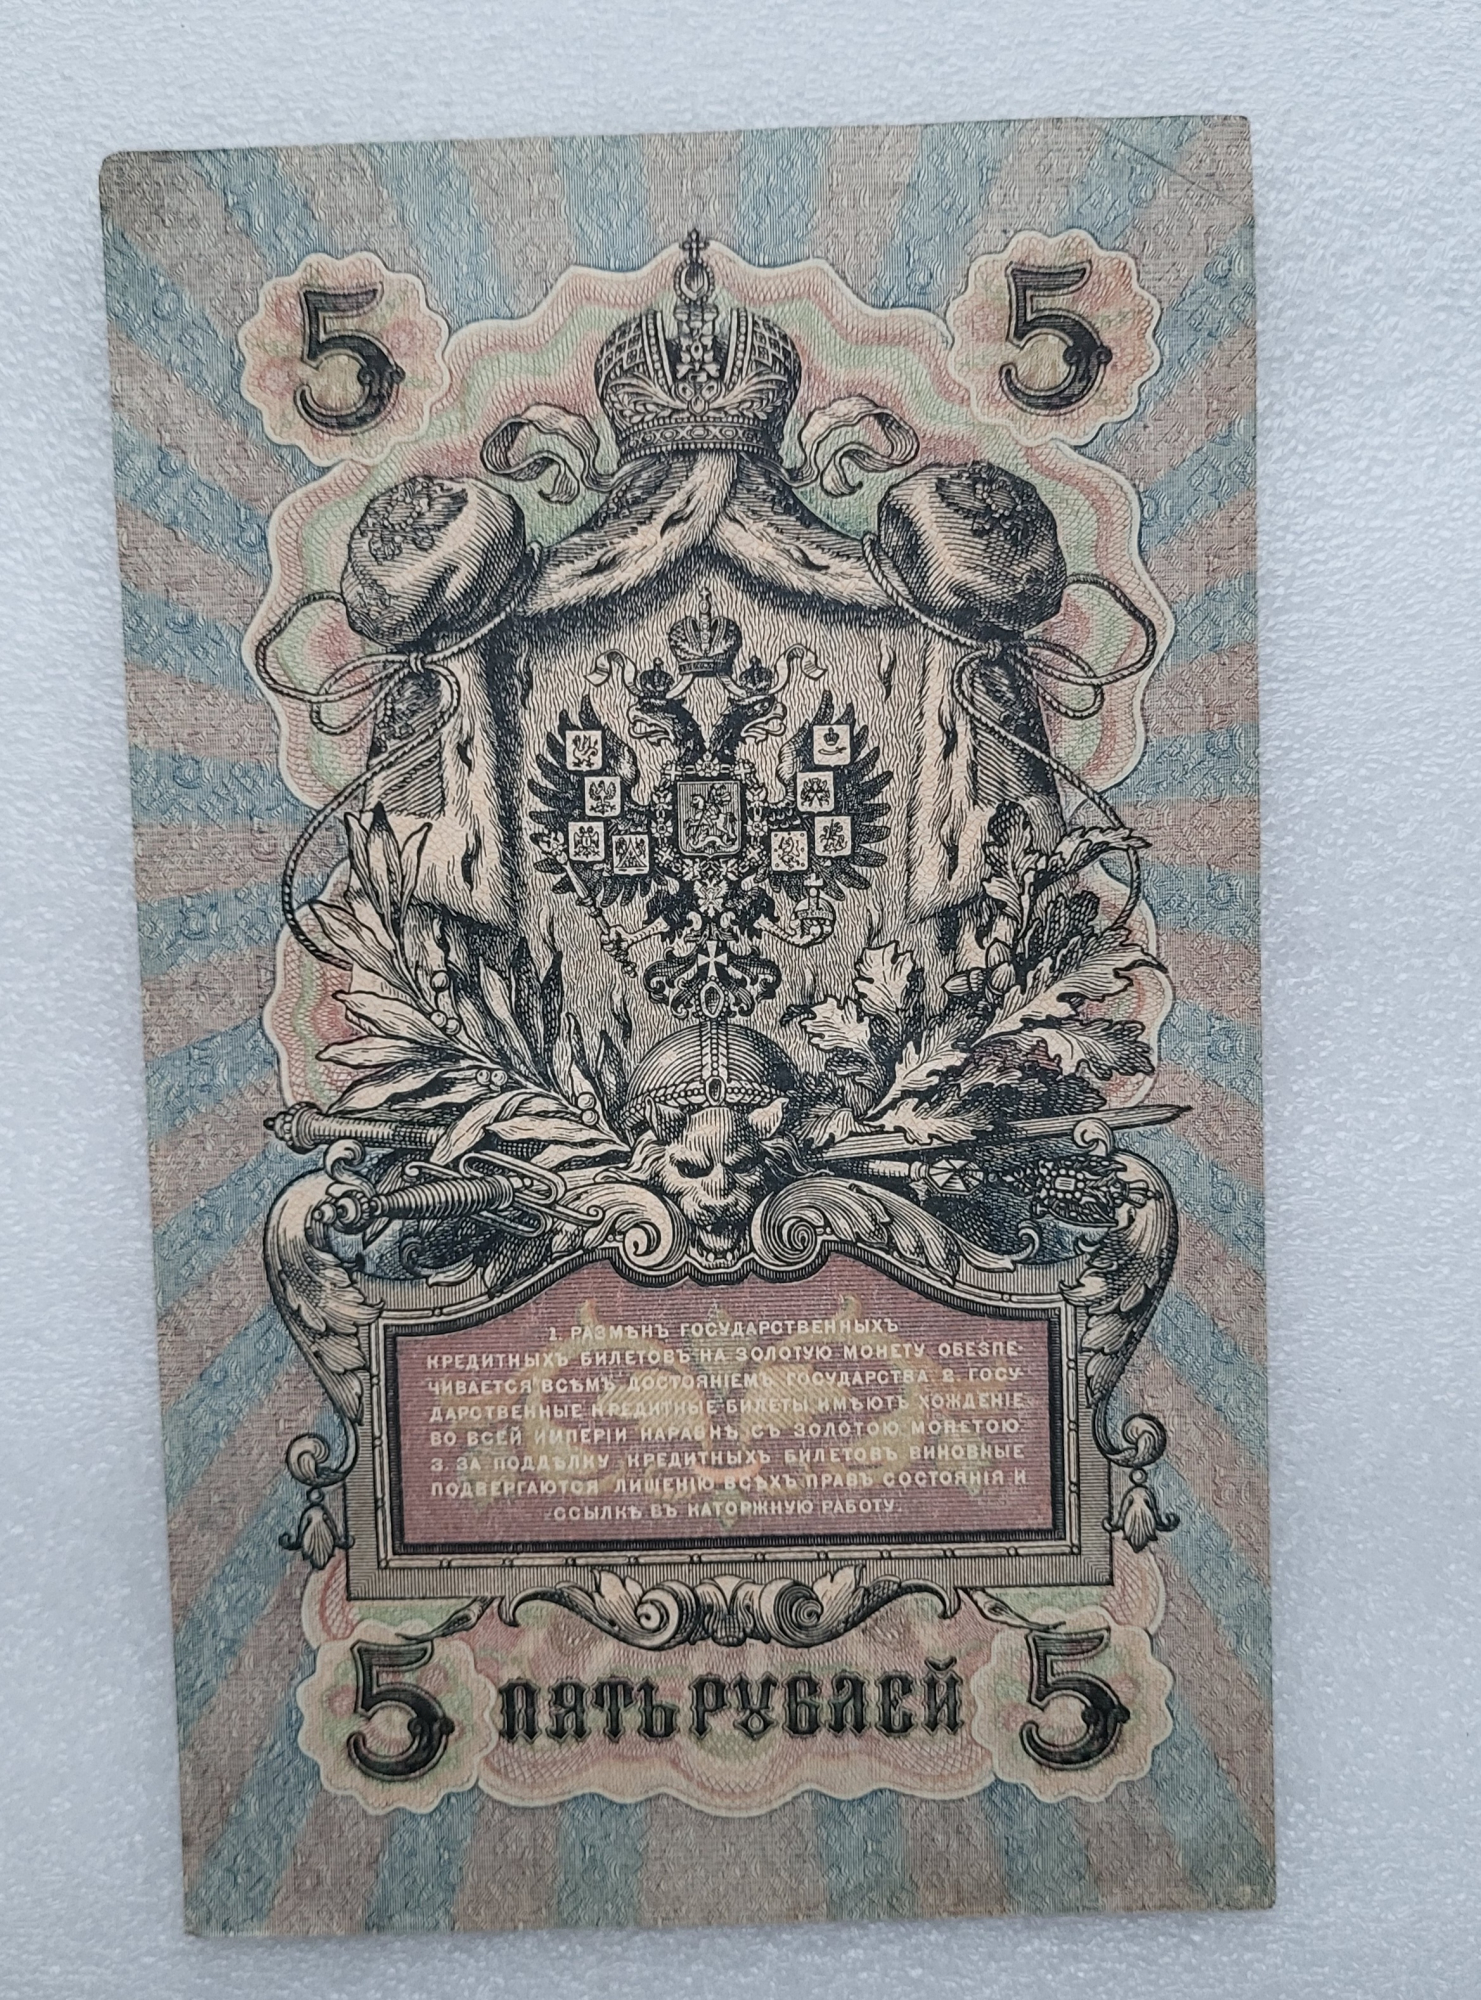 5 5
1. РАЗМѢНЪ ГОСУДАРСТВЕННЫХЪ
КРЕДИТНЫХЪ БИЛЕТОВЪ НА ЗОЛОТУЮ МОНЕТУ ОБЕЗПЕ-
ЧИВАЕТСЯ ВСѢМЪ ДОСТОЯНІЕМЪ ГОСУДАРСТВА 2. ГОСУ-
ДАРСТВЕННЫЕ КРЕДИТНЫЕ БИЛЕТЫ ИМѢЮТЪ ХОЖДЕНІЕ
ВО ВСЕЙ ИМПЕРІИ НАРАВНѢ СЪ ЗОЛОТОЮ МОНЕТОЮ.
3. ЗА ПОДДѢЛКУ КРЕДИТНЫХЪ БИЛЕТОВЪ ВИНОВНЫЕ
ПОДВЕРГАЮТСЯ ЛИШЕНІЮ ВСѢХЪ ПРАВЪ СОСТОЯНІЯ И
ССЫЛКѢ ВЪ КАТОРЖНУЮ РАБОТУ.
5 ПЯТЬ РУБЛЕЙ 5